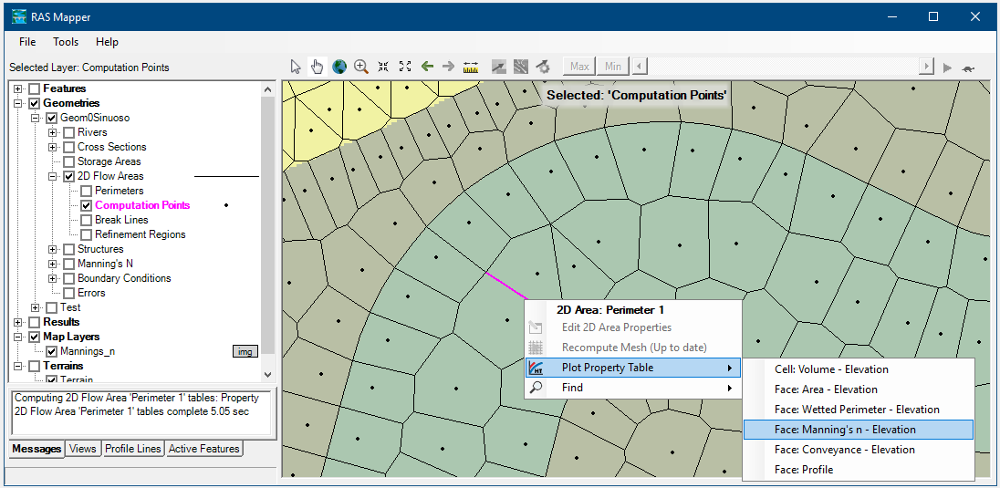 RAS Mapper
File Tools Help
Selected Layer: Computation Points
Max Min
Features
Geometries
Geom0Sinuoso
Rivers
Cross Sections
Storage Areas
2D Flow Areas
Perimeters
Computation Points
Break Lines
Refinement Regions
Structures
Manning's N
Boundary Conditions
Errors
Test
Results
Map Layers
Mannings_n img
Terrains
Terrain
Computing 2D Flow Area 'Perimeter 1' tables: Property
2D Flow Area 'Perimeter 1' tables complete 5.05 sec
Messages Views Profile Lines Active Features
Selected: 'Computation Points'
2D Area: Perimeter 1
Edit 2D Area Properties
Recompute Mesh (Up to date)
HT Plot Property Table
Find
Cell: Volume - Elevation
Face: Area - Elevation
Face: Wetted Perimeter - Elevation
Face: Manning's n - Elevation
Face: Conveyance - Elevation
Face: Profile